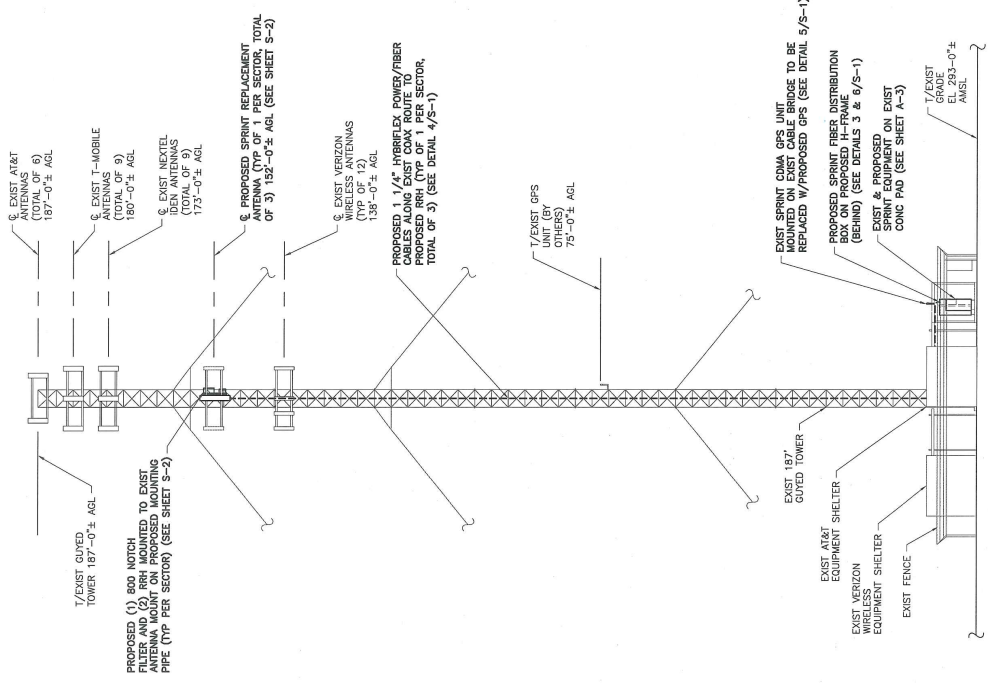 ℄ EXIST AT&T
ANTENNAS
(TOTAL OF 6)
187'-0"± AGL
℄ EXIST T-MOBILE
ANTENNAS
(TOTAL OF 9)
180'-0"± AGL
℄ EXIST NEXTEL
IDEN ANTENNAS
(TOTAL OF 9)
173'-0"± AGL
℄ PROPOSED SPRINT REPLACEMENT
ANTENNA (TYP OF 1 PER SECTOR, TOTAL
OF 3) 152'-0"± AGL (SEE SHEET S-2)
℄ EXIST VERIZON
WIRELESS ANTENNAS
(TYP OF 12)
138'-0"± AGL
PROPOSED 1 1/4" HYBRIFLEX POWER/FIBER
CABLES ALONG EXIST COAX ROUTE TO
PROPOSED RRH (TYP OF 1 PER SECTOR,
TOTAL OF 3) (SEE DETAIL 4/S-1)
T/EXIST GPS
UNIT (BY
OTHERS)
75'-0"± AGL
EXIST SPRINT CDMA GPS UNIT
MOUNTED ON EXIST CABLE BRIDGE TO BE
REPLACED W/PROPOSED GPS (SEE DETAIL 5/S-1)
PROPOSED SPRINT FIBER DISTRIBUTION
BOX ON PROPOSED H-FRAME
(BEHIND) (SEE DETAILS 3 & 6/S-1)
EXIST & PROPOSED
SPRINT EQUIPMENT ON EXIST
CONC PAD (SEE SHEET A-3)
T/EXIST
GRADE
EL 293-0"±
AMSL
T/EXIST GUYED
TOWER 187'-0"± AGL
PROPOSED (1) 800 NOTCH
FILTER AND (2) RRH MOUNTED TO EXIST
ANTENNA MOUNT ON PROPOSED MOUNTING
PIPE (TYP PER SECTOR) (SEE SHEET S-2)
EXIST 187'
GUYED TOWER
EXIST AT&T
EQUIPMENT SHELTER
EXIST VERIZON
WIRELESS
EQUIPMENT SHELTER
EXIST FENCE